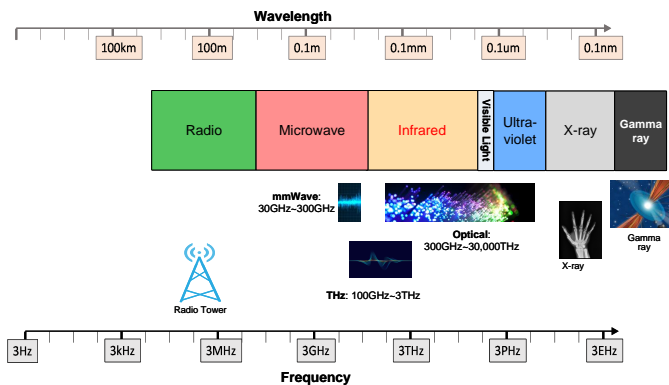 Wavelength
100km 100m 0.1m 0.1mm 0.1um 0.1nm
Radio Microwave Infrared Visible Light Ultra-
violet X-ray Gamma
ray
mmWave:
30GHz~300GHz
Optical:
300GHz~30,000THz
THz: 100GHz~3THz
Radio Tower
X-ray
Gamma
ray
3Hz 3kHz 3MHz 3GHz 3THz 3PHz 3EHz
Frequency